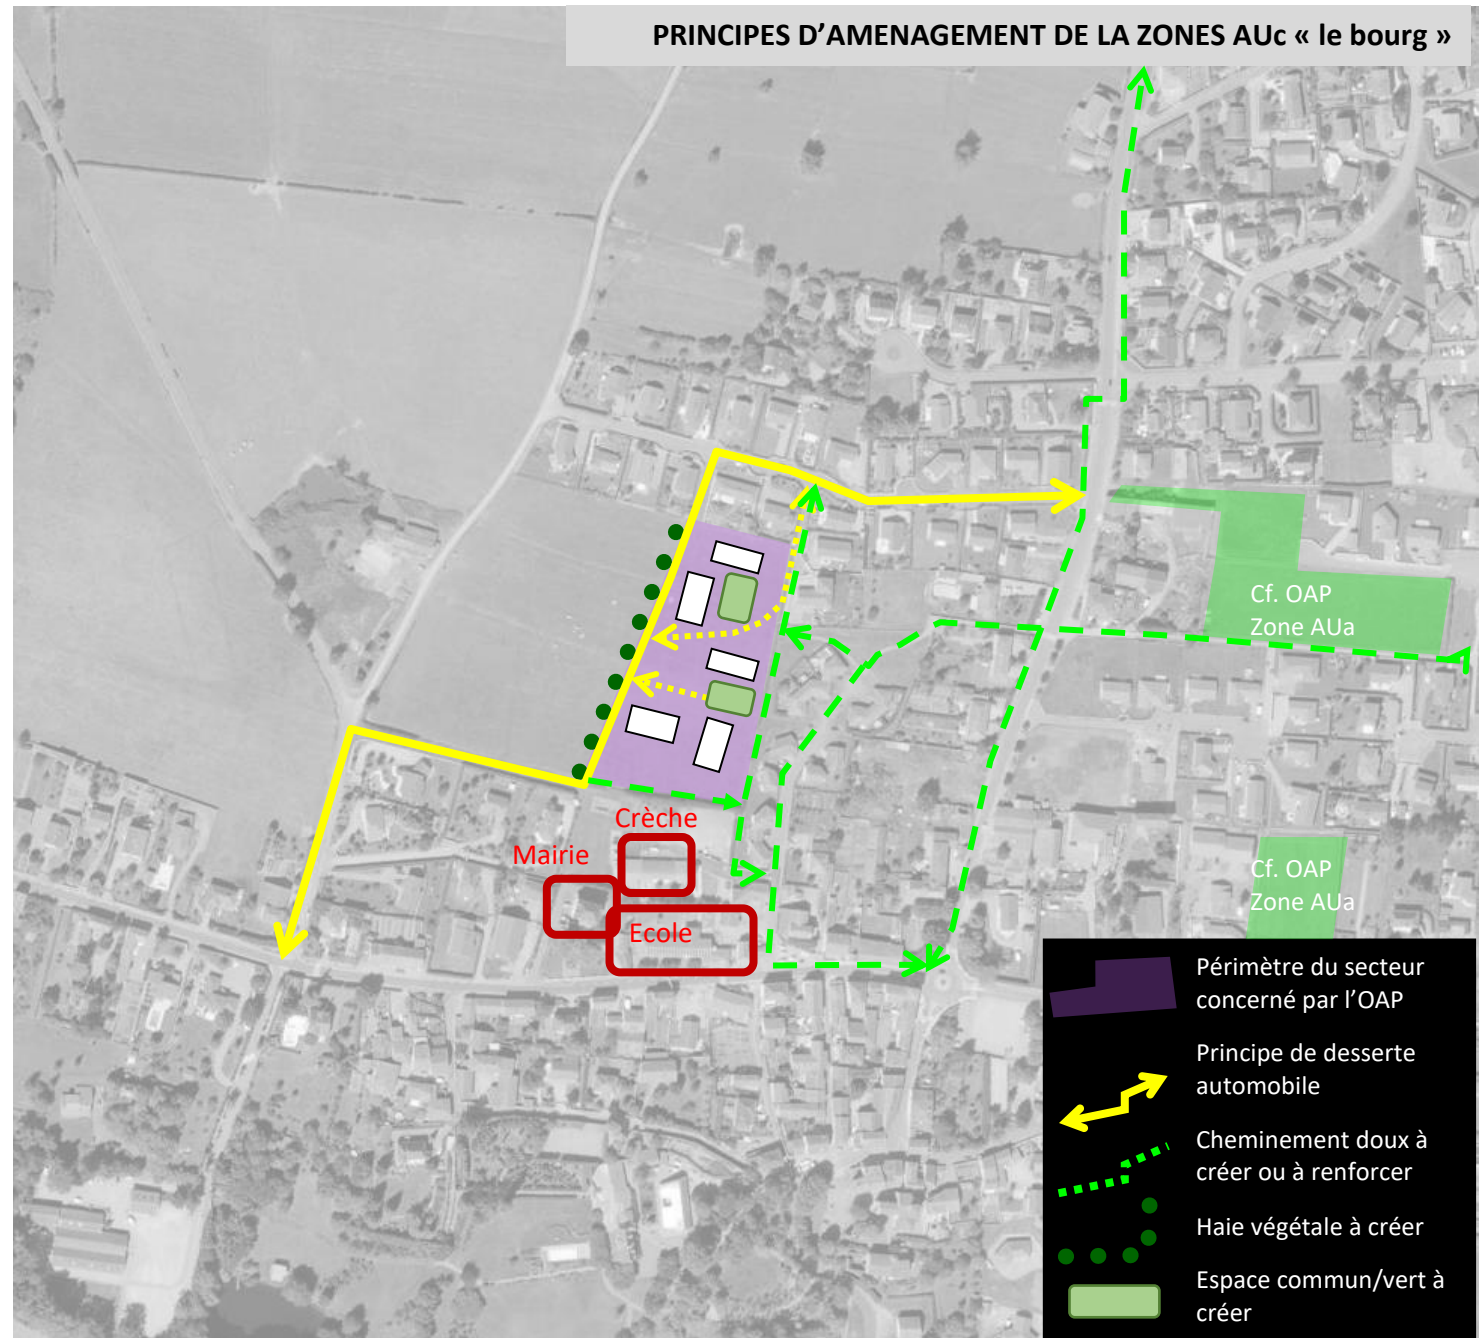 PRINCIPES D’AMENAGEMENT DE LA ZONES AUc « le bourg »
Cf. OAP
Zone AUa
Crèche
Mairie
Ecole
Cf. OAP
Zone AUa
Périmètre du secteur
concerné par l’OAP
Principe de desserte
automobile
Cheminement doux à
créer ou à renforcer
Haie végétale à créer
Espace commun/vert à
créer